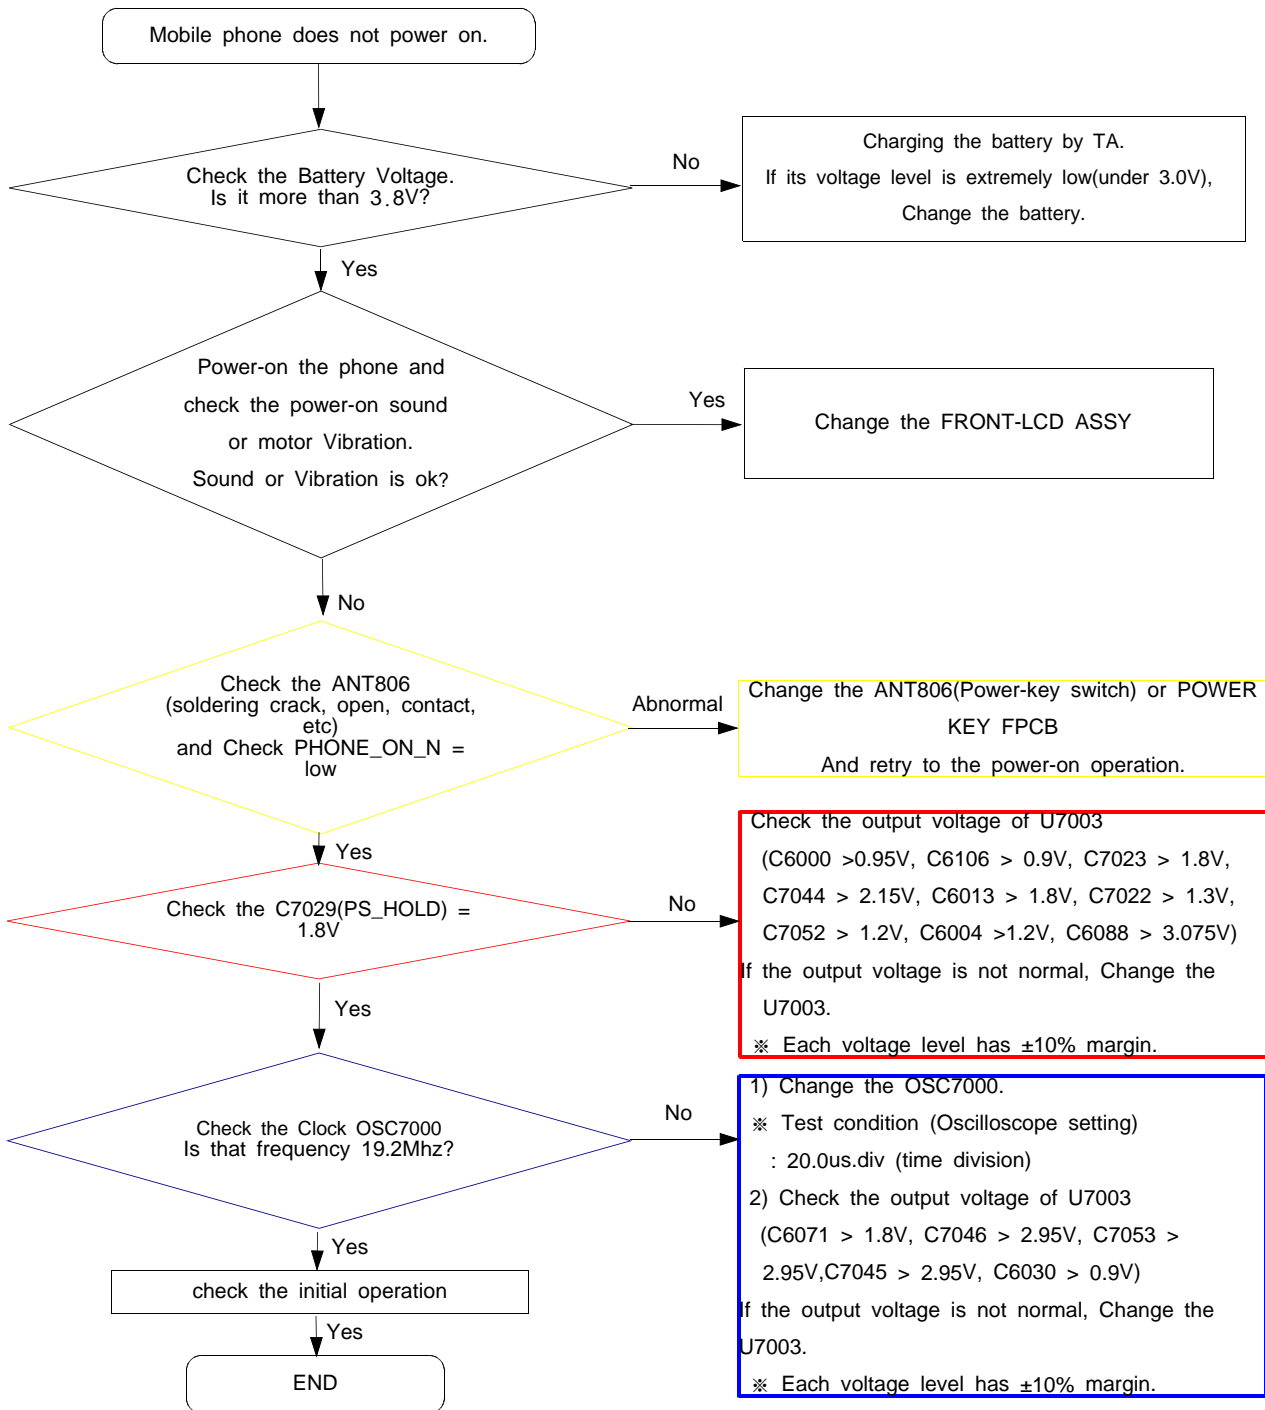 Mobile phone does not power on.
Check the Battery Voltage.
Is it more than 3.8V?
No
Charging the battery by TA.
If its voltage level is extremely low(under 3.0V),
Change the battery.
Yes
Power-on the phone and
check the power-on sound
or motor Vibration.
Sound or Vibration is ok?
Yes
Change the FRONT-LCD ASSY
No
Check the ANT806
(soldering crack, open, contact,
etc)
and Check PHONE_ON_N =
low
Abnormal
Change the ANT806(Power-key switch) or POWER
KEY FPCB
And retry to the power-on operation.
Yes
Check the C7029(PS_HOLD) =
1.8V
No
Check the output voltage of U7003
(C6000 >0.95V, C6106 > 0.9V, C7023 > 1.8V,
C7044 > 2.15V, C6013 > 1.8V, C7022 > 1.3V,
C7052 > 1.2V, C6004 >1.2V, C6088 > 3.075V)
If the output voltage is not normal, Change the
U7003.
※ Each voltage level has ±10% margin.
Yes
Check the Clock OSC7000
Is that frequency 19.2Mhz?
No
1) Change the OSC7000.
※ Test condition (Oscilloscope setting)
: 20.0us.div (time division)
2) Check the output voltage of U7003
(C6071 > 1.8V, C7046 > 2.95V, C7053 >
2.95V,C7045 > 2.95V, C6030 > 0.9V)
If the output voltage is not normal, Change the
U7003.
※ Each voltage level has ±10% margin.
Yes
check the initial operation
Yes
END